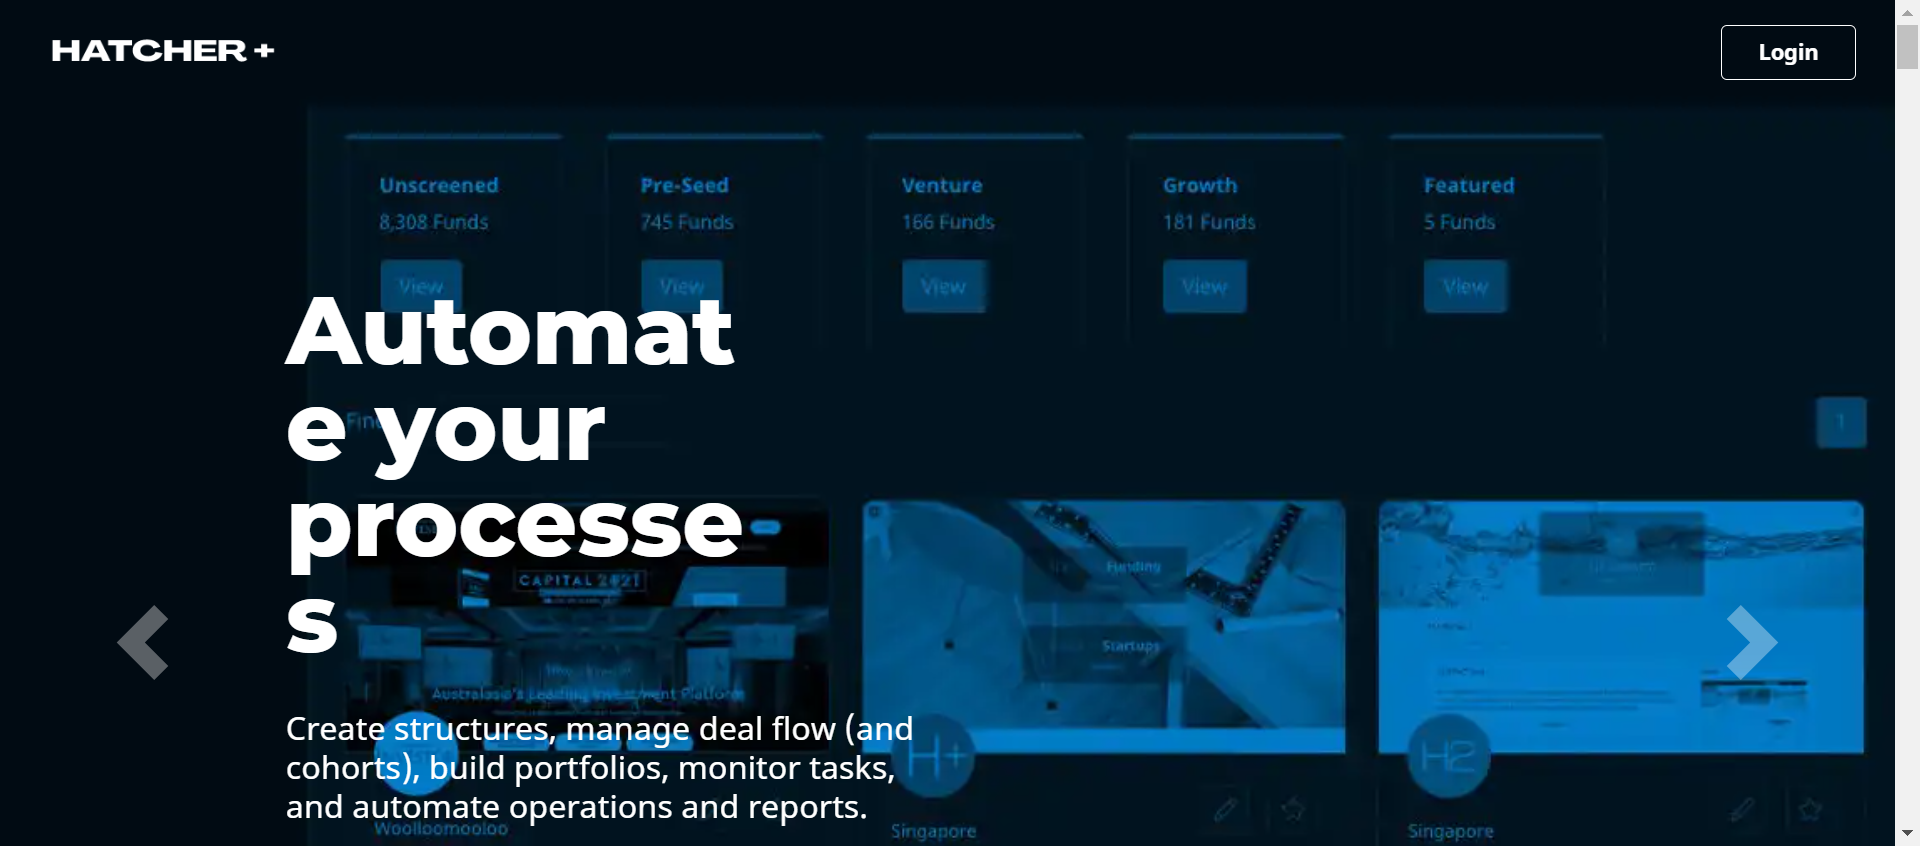 HATCHER +
Login
Unscreened
8,308 Funds
View
Pre-Seed
745 Funds
View
Venture
166 Funds
View
Growth
181 Funds
View
Featured
5 Funds
View
Automat
e your
processe
s
1
CAPITAL 2021
Funding
Startups
Australasia's Leading Investment Platform
Create structures, manage deal flow (and
cohorts), build portfolios, monitor tasks,
and automate operations and reports.
H+
H2
Woolloomooloo
Singapore
Singapore